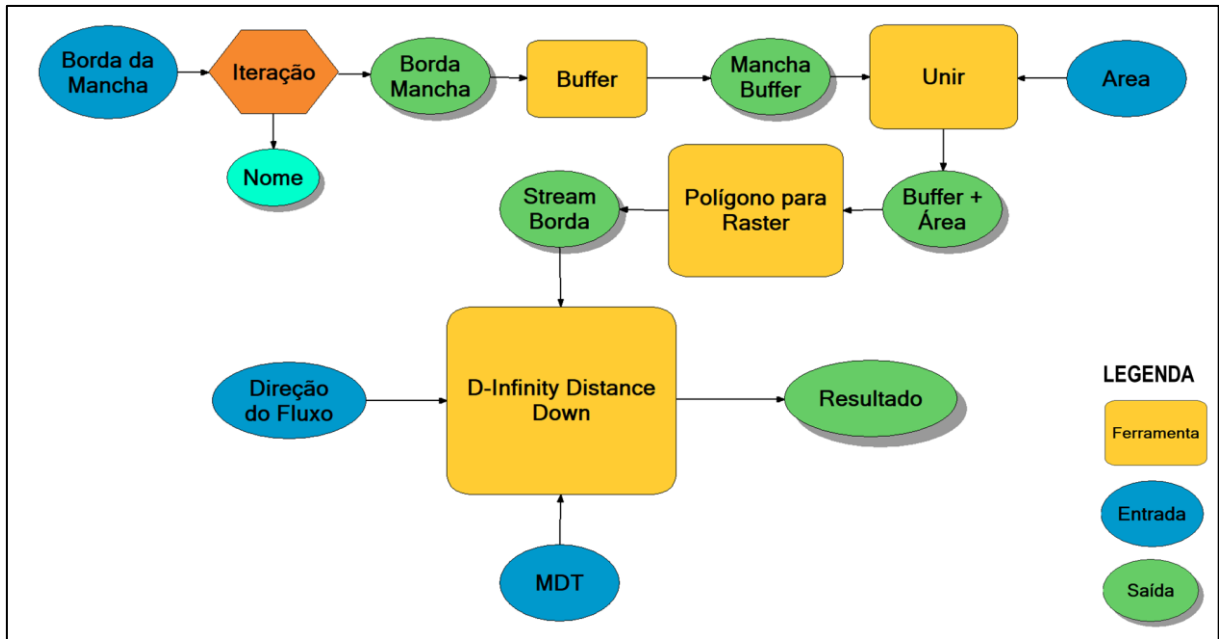 Borda da
Mancha
Iteração
Borda
Mancha
Buffer
Mancha
Buffer
Unir
Area
Nome
Stream
Borda
Polígono para
Raster
Buffer +
Área
Direção
do Fluxo
D-Infinity Distance
Down
Resultado
MDT
LEGENDA
Ferramenta
Entrada
Saída